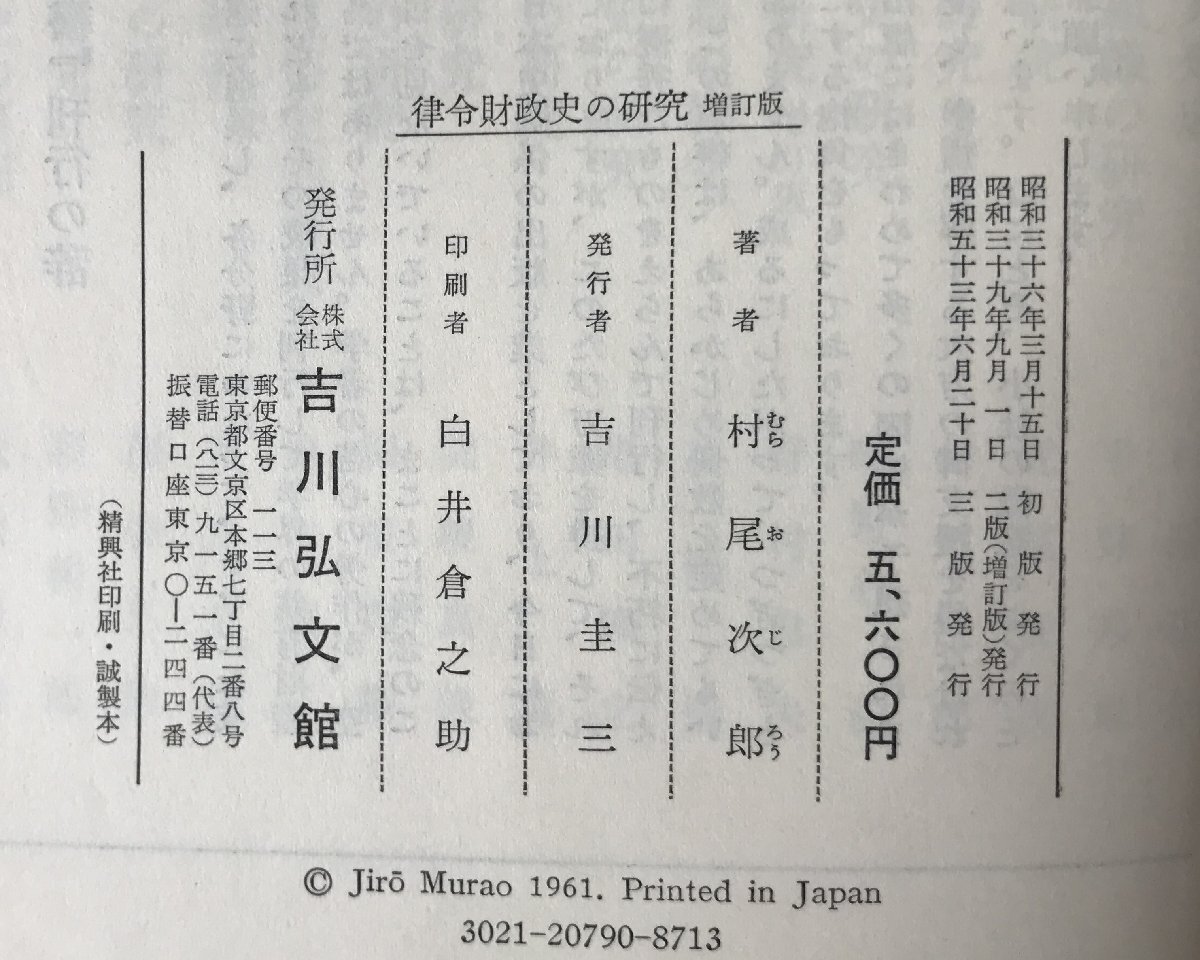 律令財政史の研究 増訂版
昭和三十六年三月十五日 初版発行
昭和三十九年九月 一日 二版(増訂版)発行
昭和五十三年六月二十日 三版発行
定価 五、六〇〇円
著者 村尾次郎
むらおじろう
発行者 吉川圭三
印刷者 白井倉之助
発行所 株式会社 吉川弘文館
郵便番号 一一三
東京都文京区本郷七丁目二番八号
電話(八一三)九一五一番(代表)
振替口座東京〇―二四四番
(精興社印刷・誠製本)
© Jirō Murao 1961. Printed in Japan
3021-20790-8713